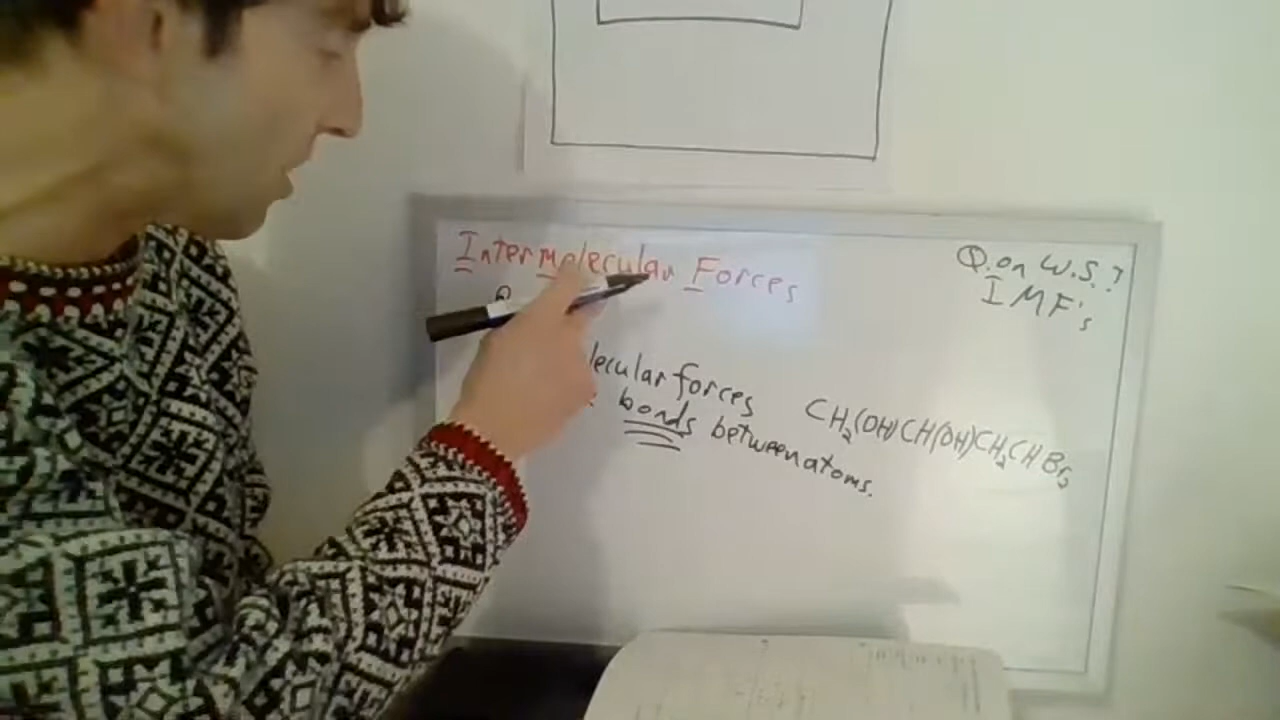 Intermolecular Forces
Q. on W.S.?
IMF's
lecular forces
bonds between atoms.
CH2(OH)CH(OH)CH2CHBr2